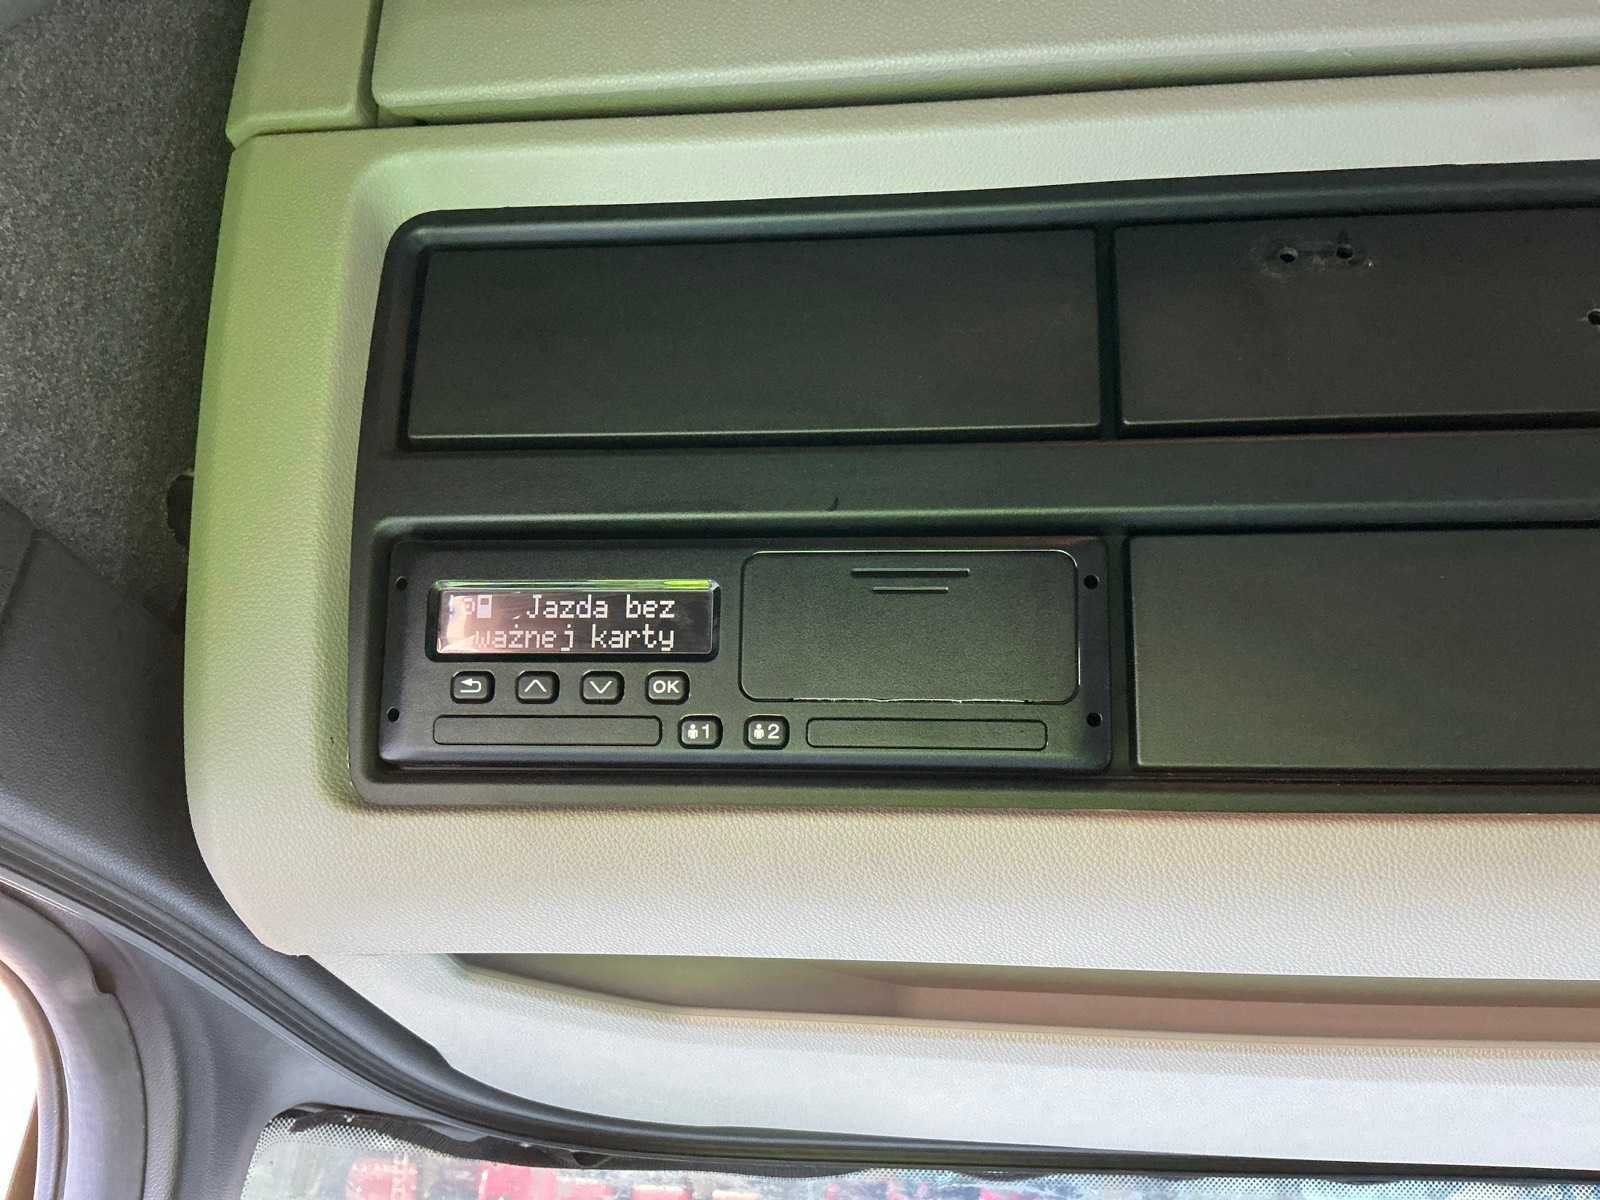 ! Jazda bez
ważnej karty
OK
1 2